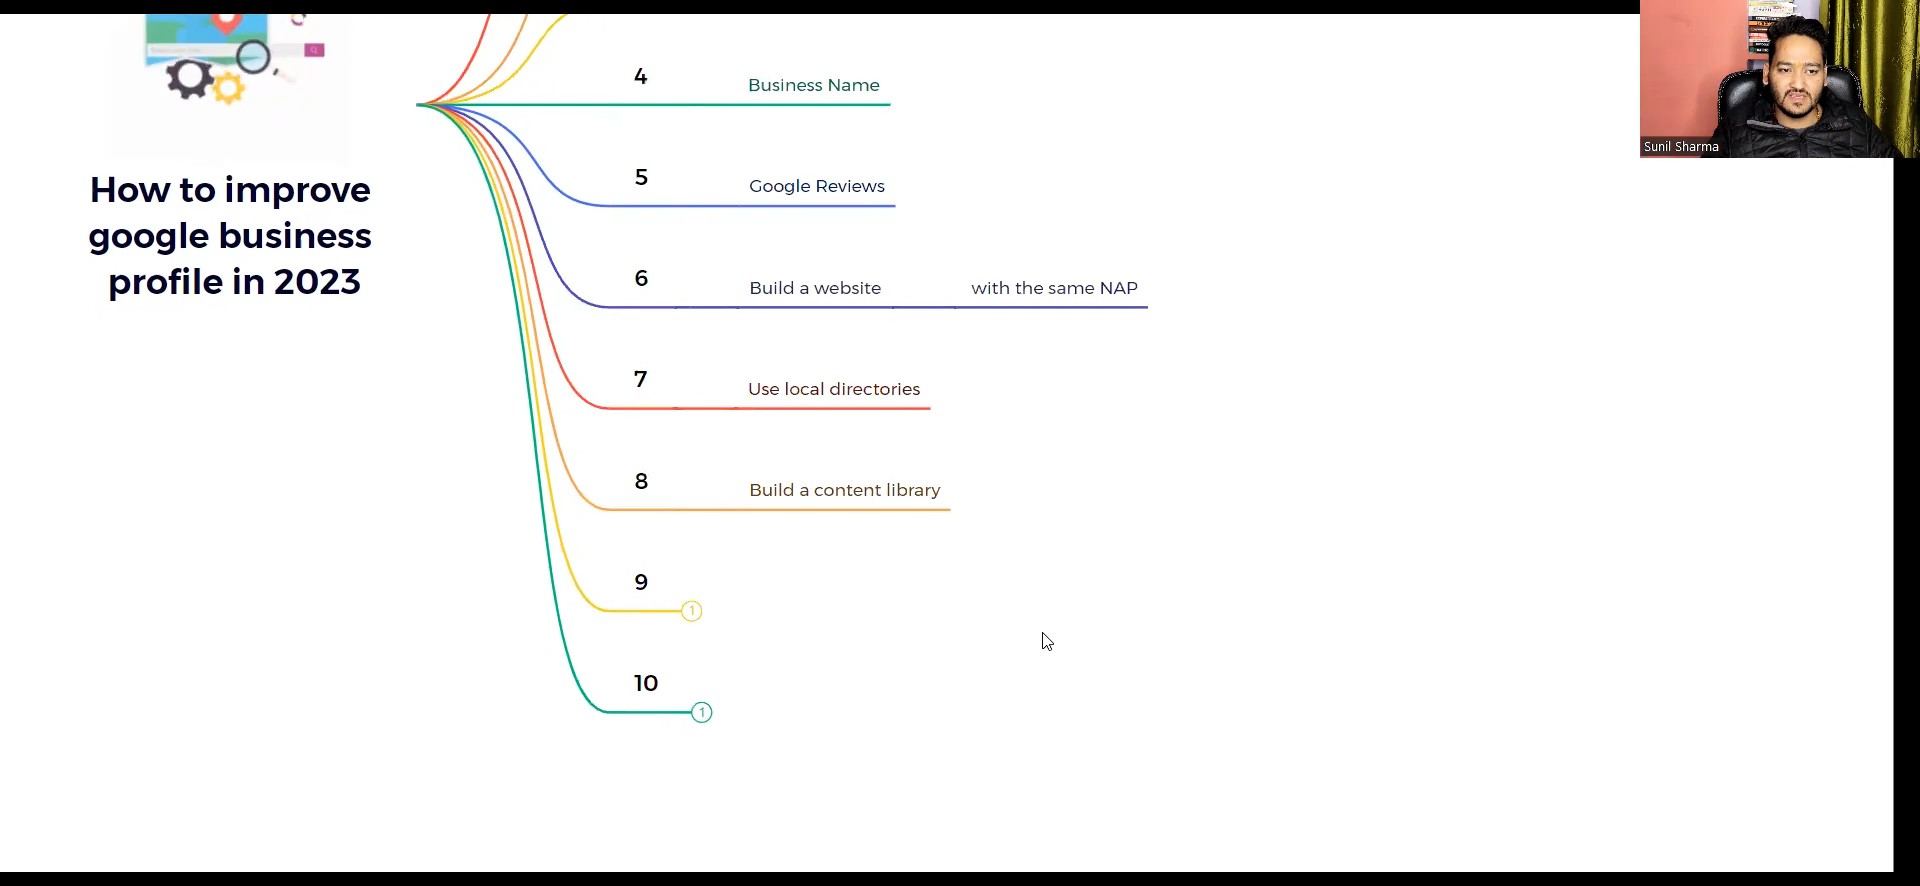 How to improve
google business
profile in 2023
4
Business Name
5
Google Reviews
6
Build a website
with the same NAP
7
Use local directories
8
Build a content library
9
1
10
1
Sunil Sharma